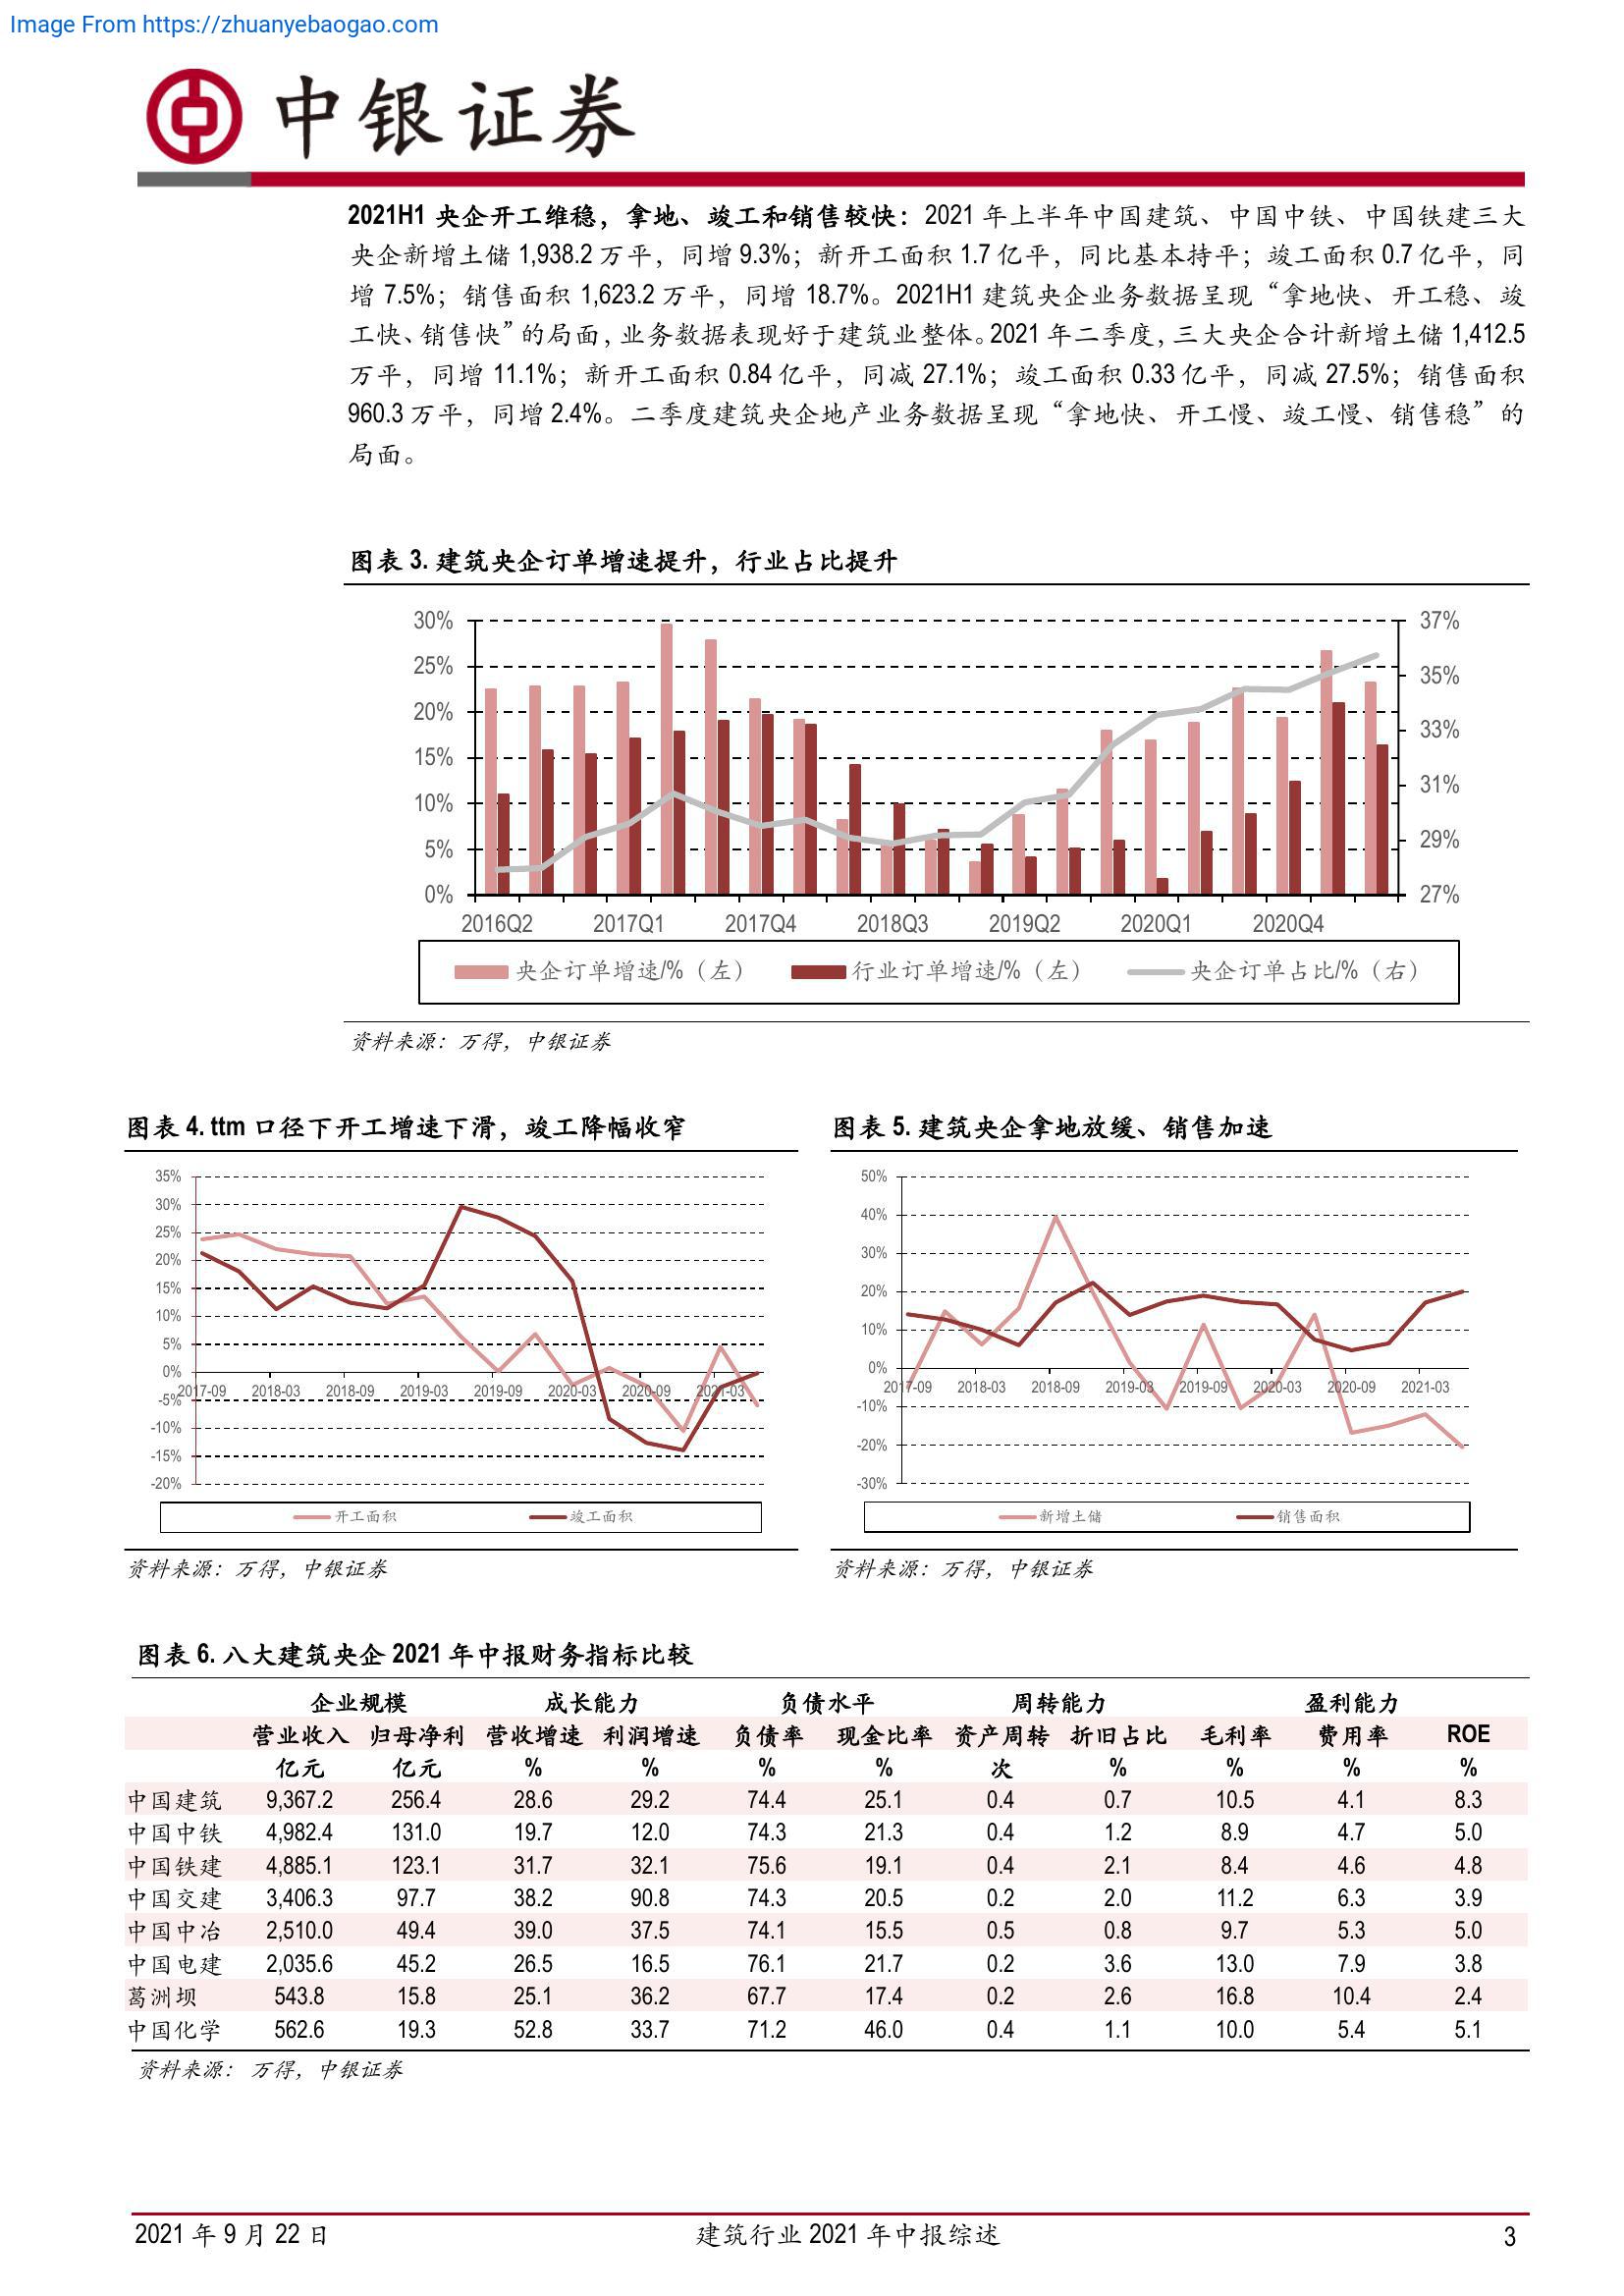 Image From https://zhuanyebaogao.com
中银证券
2021H1 央企开工维稳，拿地、竣工和销售较快：2021 年上半年中国建筑、中国中铁、中国铁建三大
央企新增土储 1,938.2 万平，同增 9.3%；新开工面积 1.7 亿平，同比基本持平；竣工面积 0.7 亿平，同
增 7.5%；销售面积 1,623.2 万平，同增 18.7%。2021H1 建筑央企业务数据呈现“拿地快、开工稳、竣
工快、销售快”的局面，业务数据表现好于建筑业整体。2021 年二季度，三大央企合计新增土储 1,412.5
万平，同增 11.1%；新开工面积 0.84 亿平，同减 27.1%；竣工面积 0.33 亿平，同减 27.5%；销售面积
960.3 万平，同增 2.4%。二季度建筑央企地产业务数据呈现“拿地快、开工慢、竣工慢、销售稳”的
局面。
图表 3. 建筑央企订单增速提升，行业占比提升
30% 37%
25% 35%
20% 33%
15% 31%
10% 29%
5% 27%
0%
2016Q2 2017Q1 2017Q4 2018Q3 2019Q2 2020Q1 2020Q4
央企订单增速/%（左） 行业订单增速/%（左） 央企订单占比/%（右）
资料来源：万得，中银证券
图表 4. ttm 口径下开工增速下滑，竣工降幅收窄
35%
30%
25%
20%
15%
10%
5%
0%
-5%
-10%
-15%
-20%
2017-09 2018-03 2018-09 2019-03 2019-09 2020-03 2020-09 2021-03
开工面积 竣工面积
资料来源：万得，中银证券
图表 5. 建筑央企拿地放缓、销售加速
50%
40%
30%
20%
10%
0%
-10%
-20%
-30%
2017-09 2018-03 2018-09 2019-03 2019-09 2020-03 2020-09 2021-03
新增土储 销售面积
资料来源：万得，中银证券
图表 6. 八大建筑央企 2021 年中报财务指标比较
企业规模 成长能力 负债水平 周转能力 盈利能力
营业收入 归母净利 营收增速 利润增速 负债率 现金比率 资产周转 折旧占比 毛利率 费用率 ROE
亿元 亿元 % % % % 次 % % % %
中国建筑 9,367.2 256.4 28.6 29.2 74.4 25.1 0.4 0.7 10.5 4.1 8.3
中国中铁 4,982.4 131.0 19.7 12.0 74.3 21.3 0.4 1.2 8.9 4.7 5.0
中国铁建 4,885.1 123.1 31.7 32.1 75.6 19.1 0.4 2.1 8.4 4.6 4.8
中国交建 3,406.3 97.7 38.2 90.8 74.3 20.5 0.2 2.0 11.2 6.3 3.9
中国中冶 2,510.0 49.4 39.0 37.5 74.1 15.5 0.5 0.8 9.7 5.3 5.0
中国电建 2,035.6 45.2 26.5 16.5 76.1 21.7 0.2 3.6 13.0 7.9 3.8
葛洲坝 543.8 15.8 25.1 36.2 67.7 17.4 0.2 2.6 16.8 10.4 2.4
中国化学 562.6 19.3 52.8 33.7 71.2 46.0 0.4 1.1 10.0 5.4 5.1
资料来源： 万得，中银证券
2021 年 9 月 22 日 建筑行业 2021 年中报综述 3